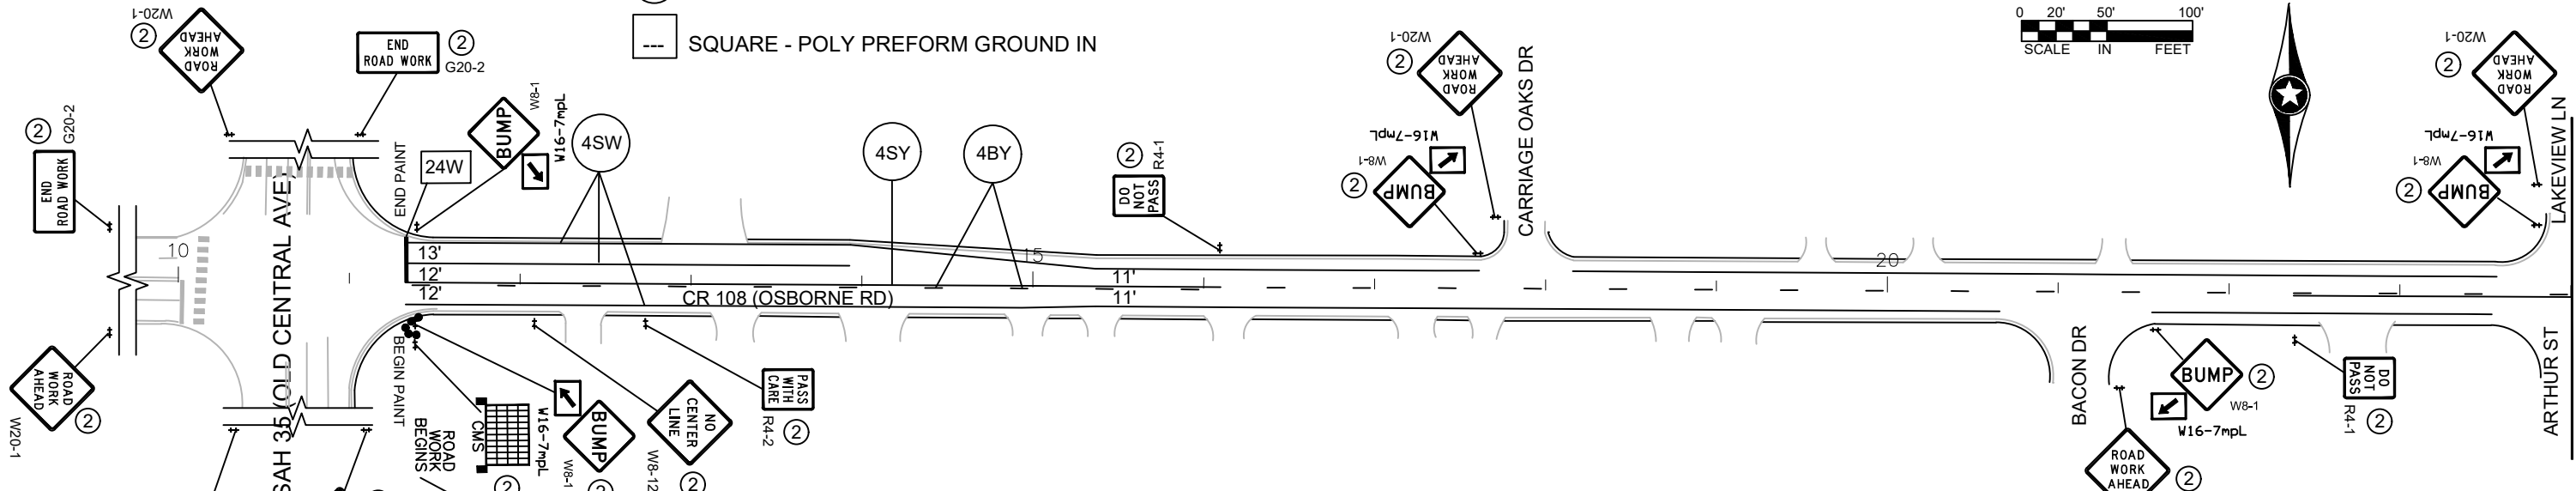 W20-1
2
ROAD
WORK
AHEAD
END
ROAD WORK
2
G20-2
--- SQUARE - POLY PREFORM GROUND IN
W20-1
2
ROAD
WORK
AHEAD
CARRIAGE OAKS DR
0 20' 50' 100'
SCALE IN FEET
W20-1
2
ROAD
WORK
AHEAD
LAKEVIEW LN
2
G20-2
END
ROAD WORK
END PAINT
24W
BUMP
W8-1
W16-7mpL
4SW
4SY
4BY
2
R4-1
DO
NOT
PASS
W16-7mpL
W8-1
2
BUMP
W16-7mpL
W8-1
2
BUMP
10
SAH 35 (OLD CENTRAL AVE)
13'
12'
12'
CR 108 (OSBORNE RD)
15
11'
11'
20
ROAD
WORK
AHEAD
2
W20-1
BEGIN PAINT
ROAD
WORK
BEGINS
CMS
2
W16-7mpL
BUMP
W8-1
2
NO
CENTER
LINE
W8-12
2
PASS
WITH
CARE
R4-2
2
BACON DR
ROAD
WORK
AHEAD
2
BUMP
2
W8-1
W16-7mpL
DO
NOT
PASS
R4-1
2
ARTHUR ST